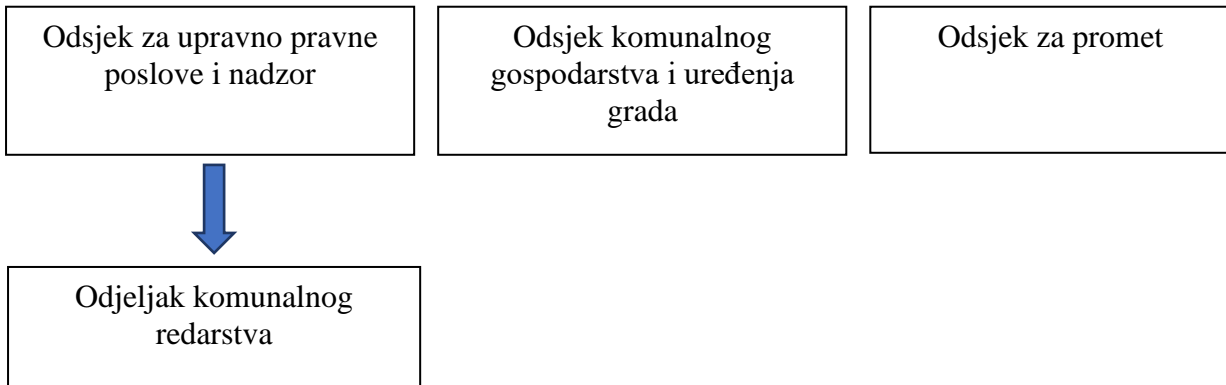 Odsjek za upravno pravne
poslove i nadzor
Odsjek komunalnog
gospodarstva i uređenja
grada
Odsjek za promet
Odjeljak komunalnog
redarstva